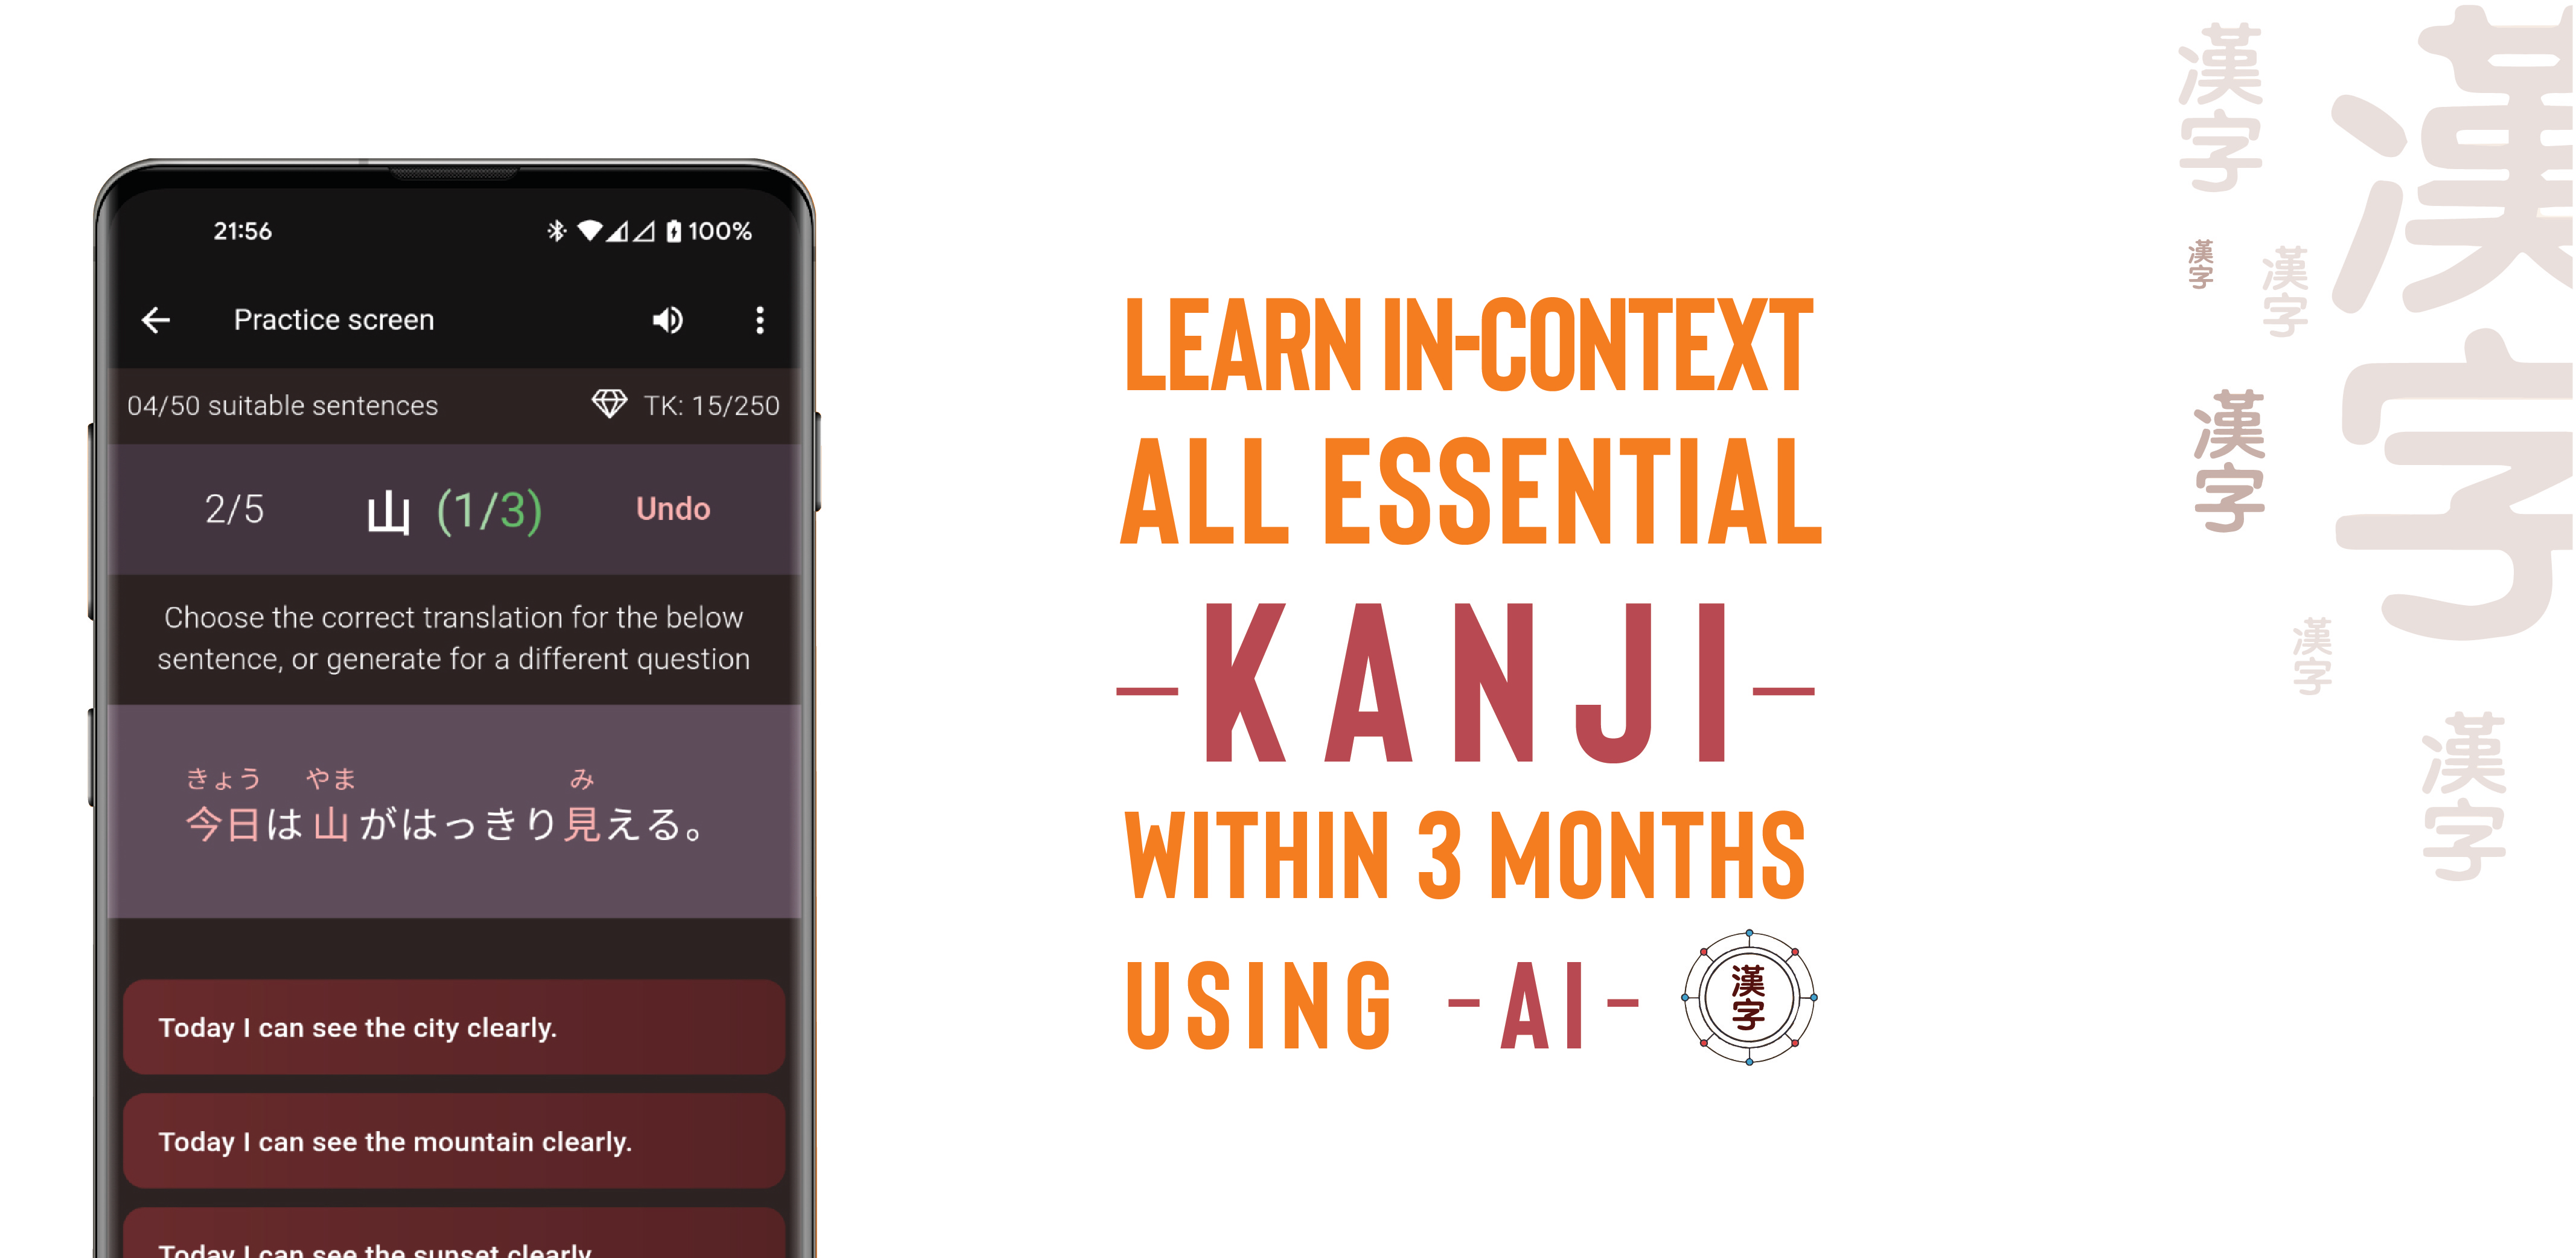 21:56 100%
Practice screen
04/50 suitable sentences TK: 15/250
2/5 山 (1/3) Undo
Choose the correct translation for the below
sentence, or generate for a different question
きょう やま み
今日は山がはっきり見える。
Today I can see the city clearly.
Today I can see the mountain clearly.
Today I can see the sunset clearly.
LEARN IN-CONTEXT
ALL ESSENTIAL
-KANJI-
WITHIN 3 MONTHS
USING -AI-
漢字
漢字
漢字
漢字
漢字
漢字
漢字
漢字